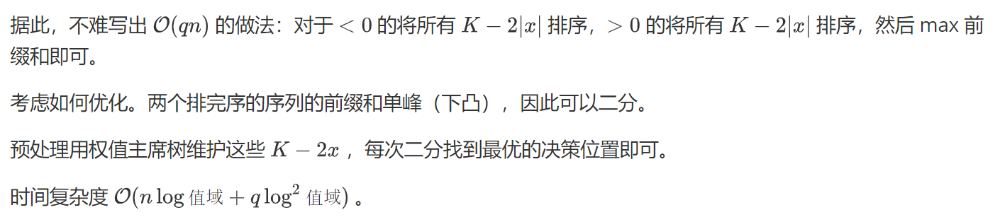 据此，不难写出 $\mathcal{O}(qn)$ 的做法：对于 $< 0$ 的将所有 $K - 2|x|$ 排序，$> 0$ 的将所有 $K - 2|x|$ 排序，然后 max 前
缀和即可。
考虑如何优化。两个排完序的序列的前缀和单峰（下凸），因此可以二分。
预处理用权值主席树维护这些 $K - 2x$ ，每次二分找到最优的决策位置即可。
时间复杂度 $\mathcal{O}(n \log 值域 + q \log^2 值域)$ 。